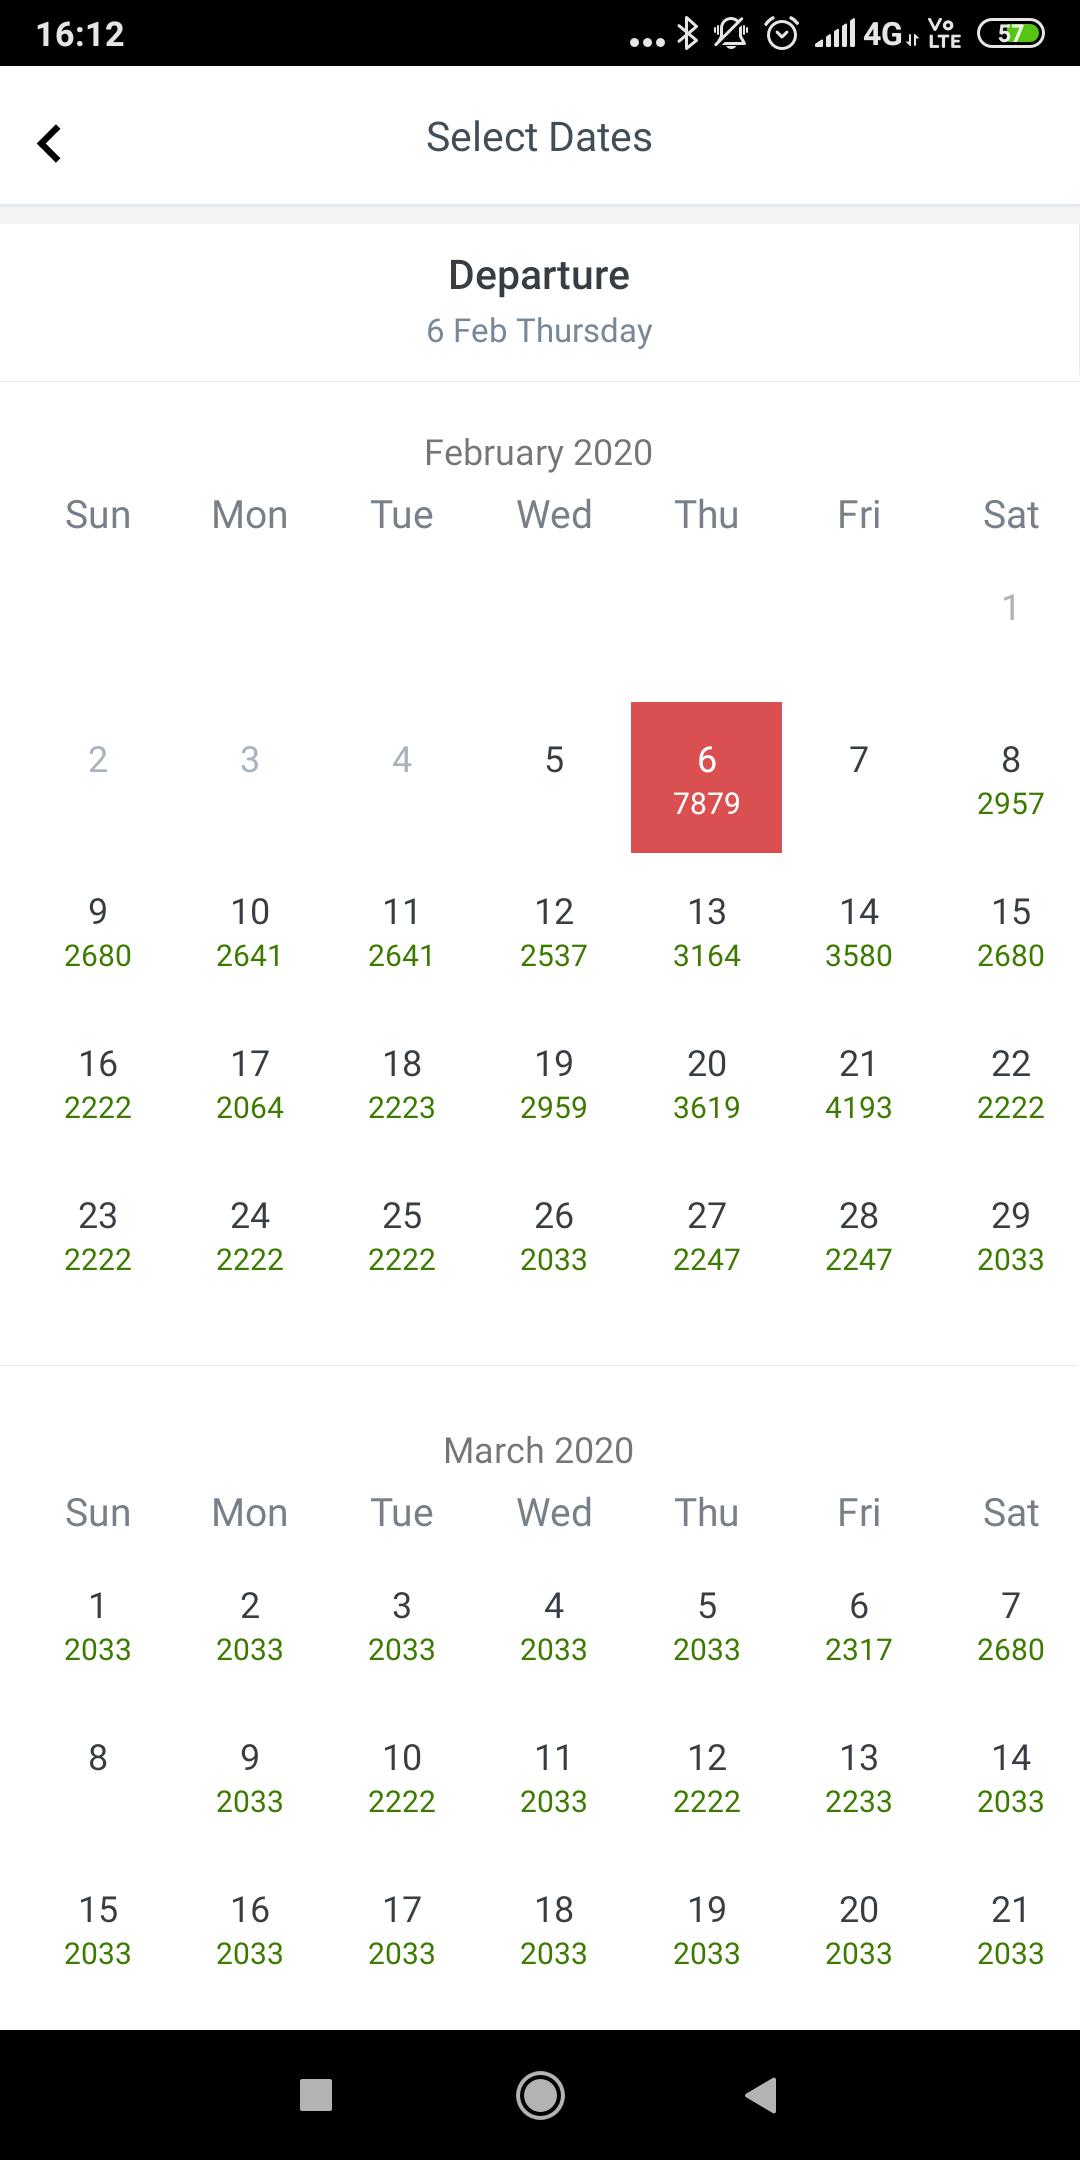 16:12 4G Vo LTE 57
Select Dates
Departure
6 Feb Thursday
February 2020
Sun Mon Tue Wed Thu Fri Sat
1
2 3 4 5 6 7 8
7879 2957
9 10 11 12 13 14 15
2680 2641 2641 2537 3164 3580 2680
16 17 18 19 20 21 22
2222 2064 2223 2959 3619 4193 2222
23 24 25 26 27 28 29
2222 2222 2222 2033 2247 2247 2033
March 2020
Sun Mon Tue Wed Thu Fri Sat
1 2 3 4 5 6 7
2033 2033 2033 2033 2033 2317 2680
8 9 10 11 12 13 14
2033 2222 2033 2222 2233 2033
15 16 17 18 19 20 21
2033 2033 2033 2033 2033 2033 2033